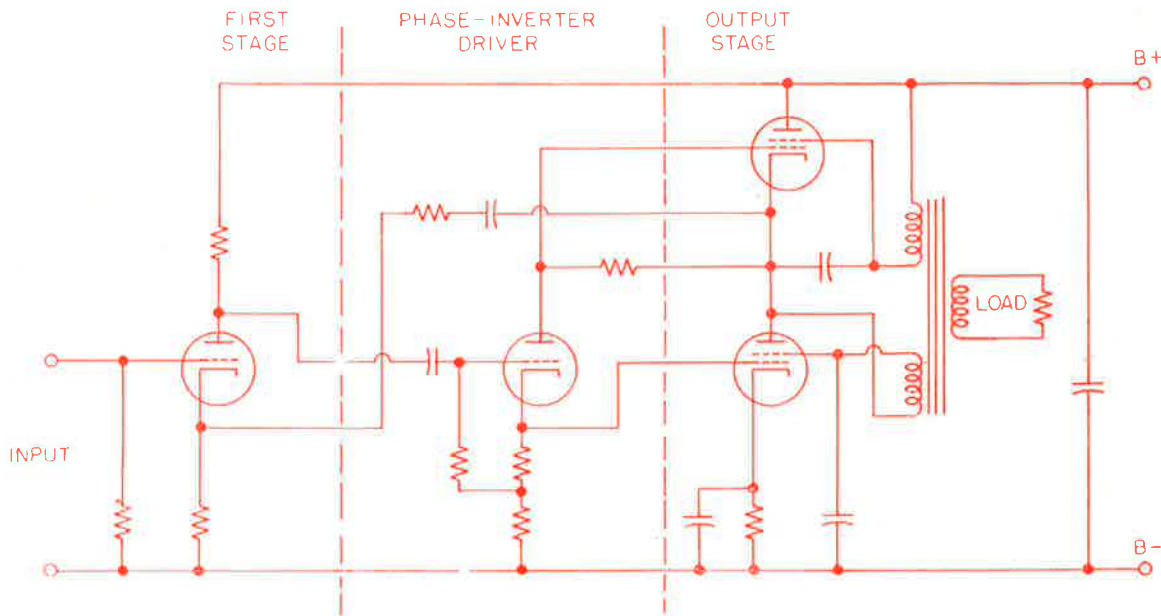 FIRST
STAGE
PHASE-INVERTER
DRIVER
OUTPUT
STAGE
B+
LOAD
INPUT
B-